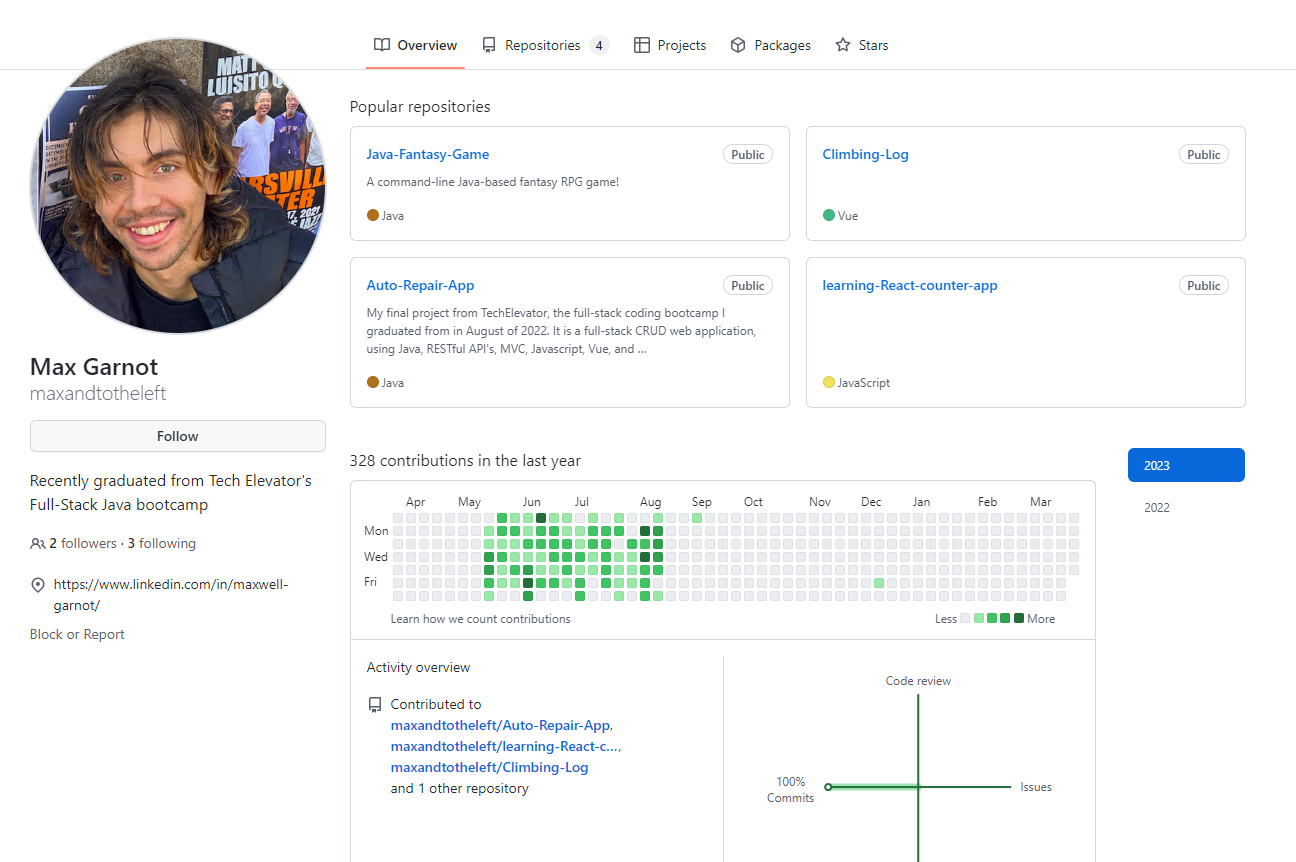 Overview
Repositories 4
Projects
Packages
Stars
MATT
LUISITO
Max Garnot
maxandtotheleft
Follow
Recently graduated from Tech Elevator's
Full-Stack Java bootcamp
2 followers · 3 following
https://www.linkedin.com/in/maxwell-
garnot/
Block or Report
Popular repositories
Java-Fantasy-Game Public
A command-line Java-based fantasy RPG game!
Java
Climbing-Log Public
Vue
Auto-Repair-App Public
My final project from TechElevator, the full-stack coding bootcamp I
graduated from in August of 2022. It is a full-stack CRUD web application,
using Java, RESTful API's, MVC, Javascript, Vue, and ...
Java
learning-React-counter-app Public
JavaScript
328 contributions in the last year
Apr May Jun Jul Aug Sep Oct Nov Dec Jan Feb Mar
Mon
Wed
Fri
Learn how we count contributions
Less More
2023
2022
Activity overview
Contributed to
maxandtotheleft/Auto-Repair-App,
maxandtotheleft/learning-React-c...,
maxandtotheleft/Climbing-Log
and 1 other repository
Code review
100%
Commits
Issues